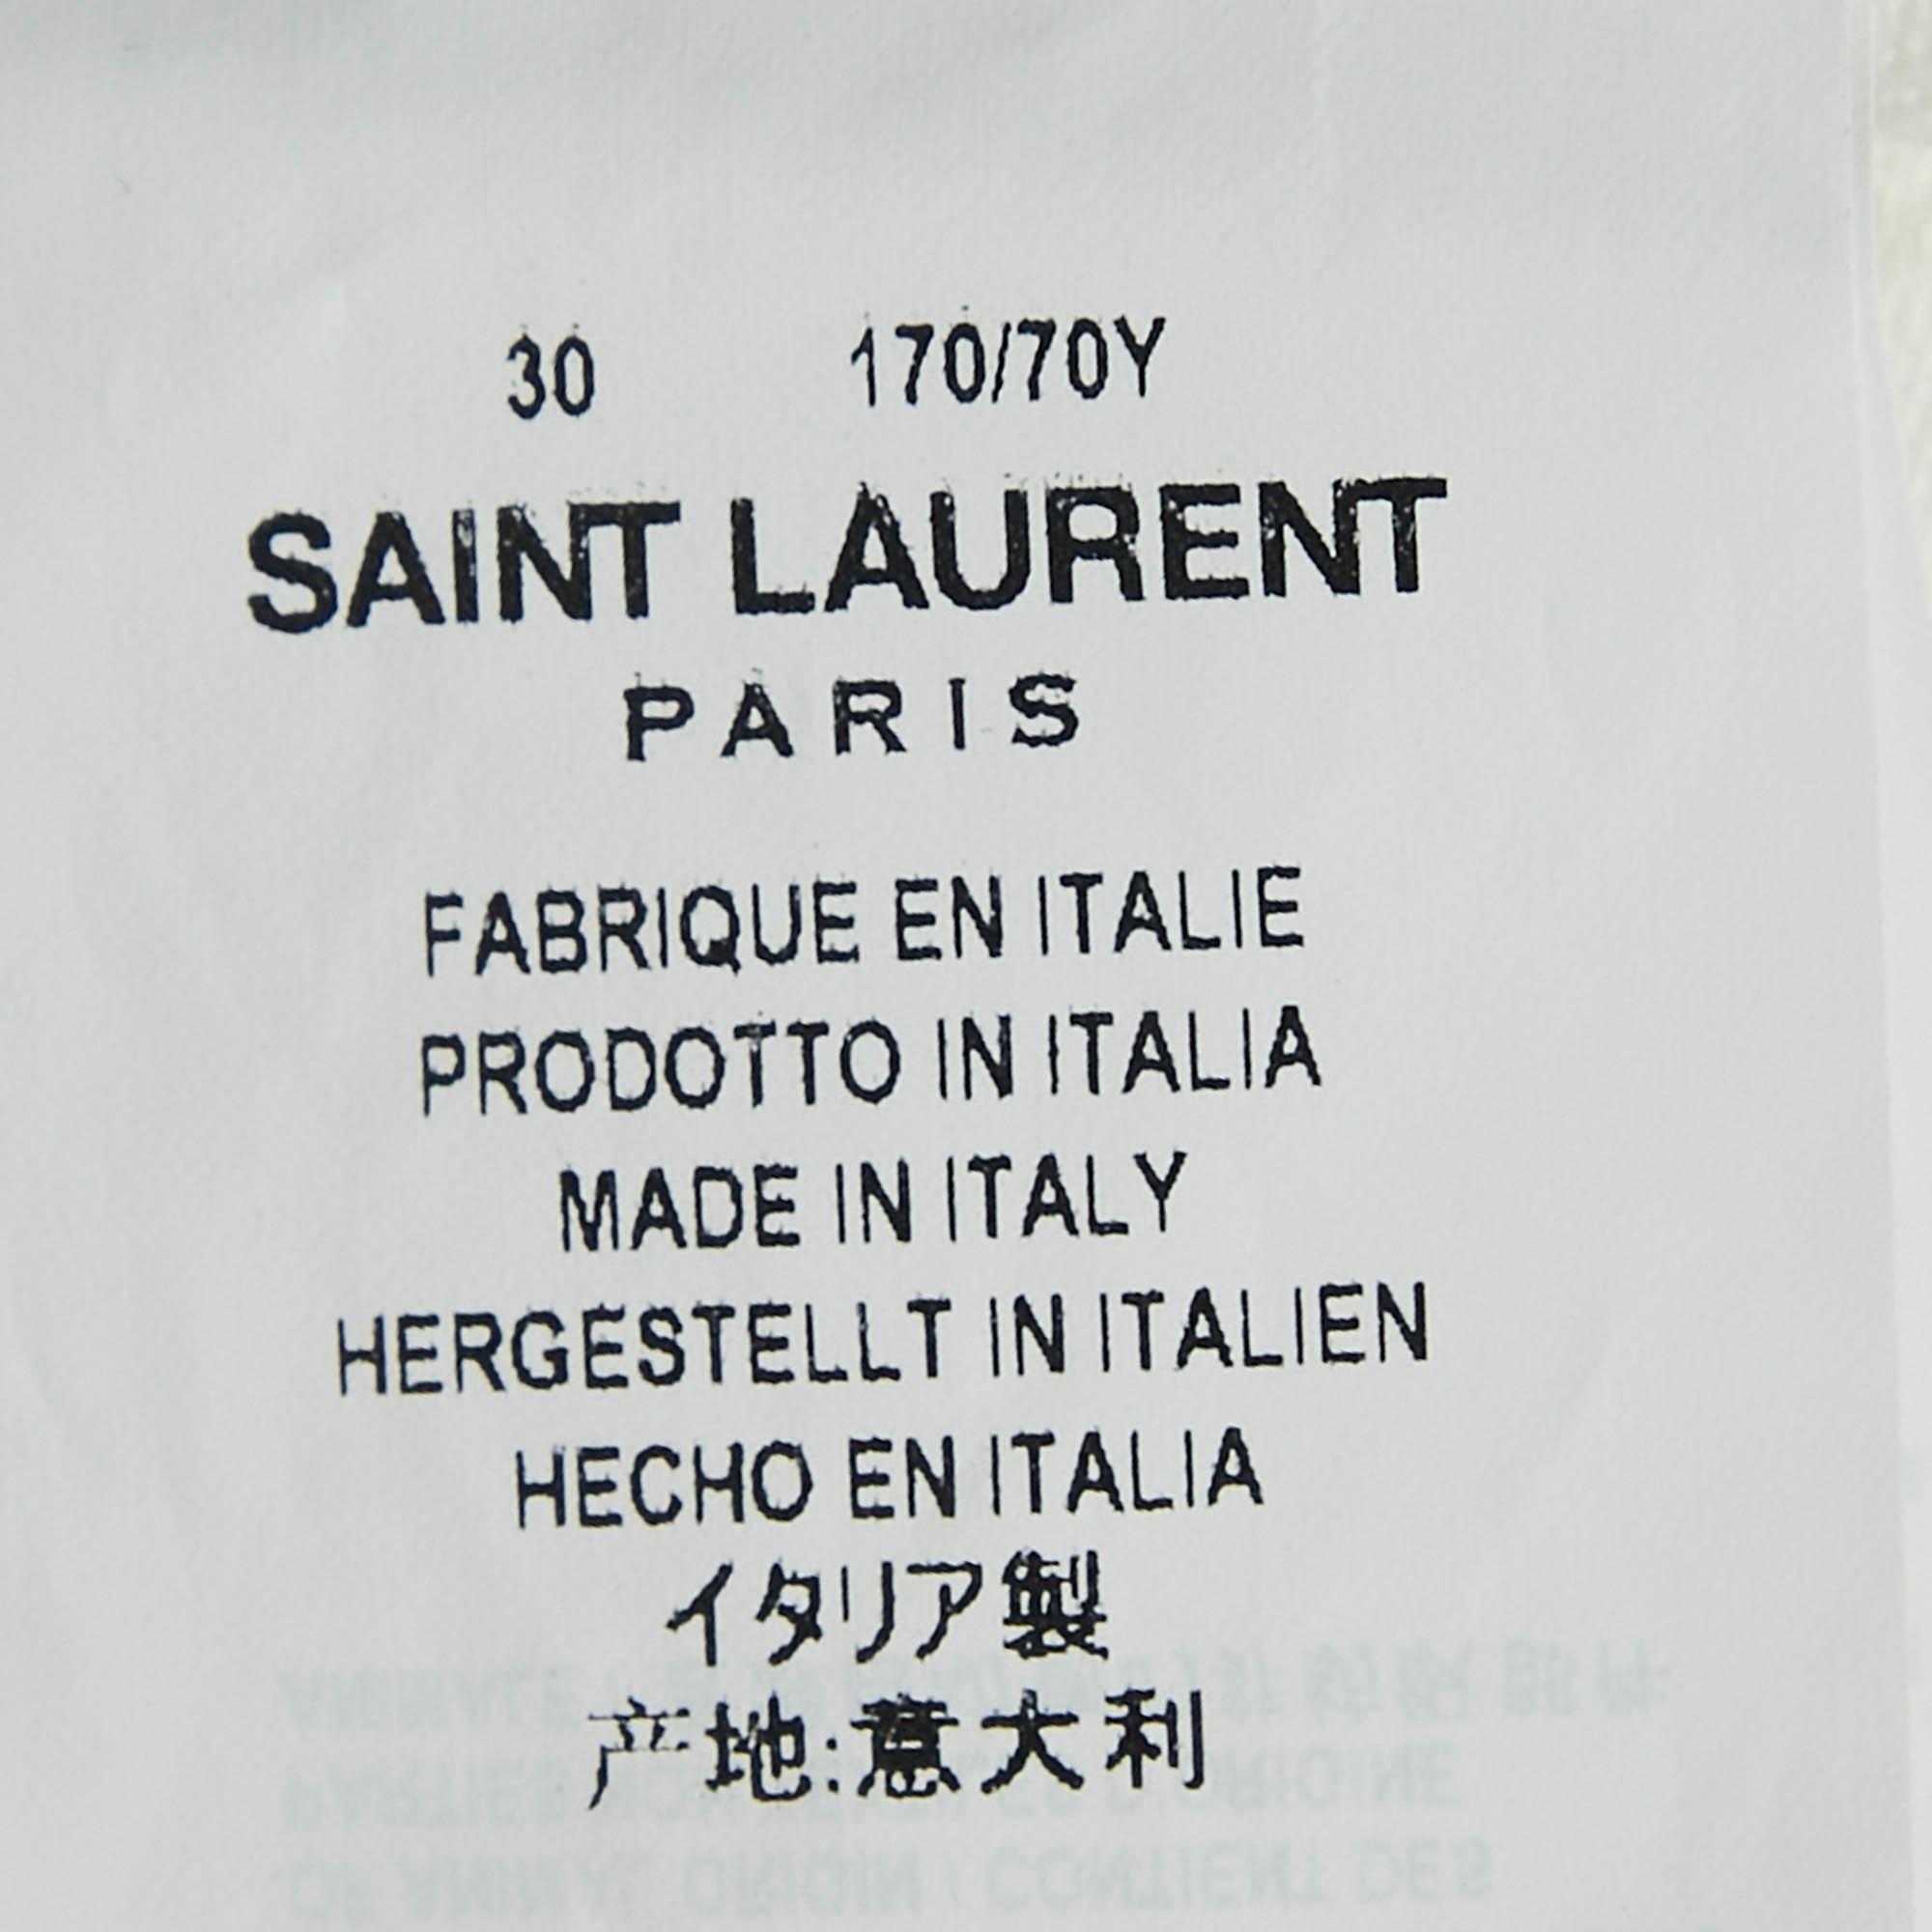 30 170/70Y
SAINT LAURENT
PARIS
FABRIQUE EN ITALIE
PRODOTTO IN ITALIA
MADE IN ITALY
HERGESTELLT IN ITALIEN
HECHO EN ITALIA
イタリア製
产地:意大利